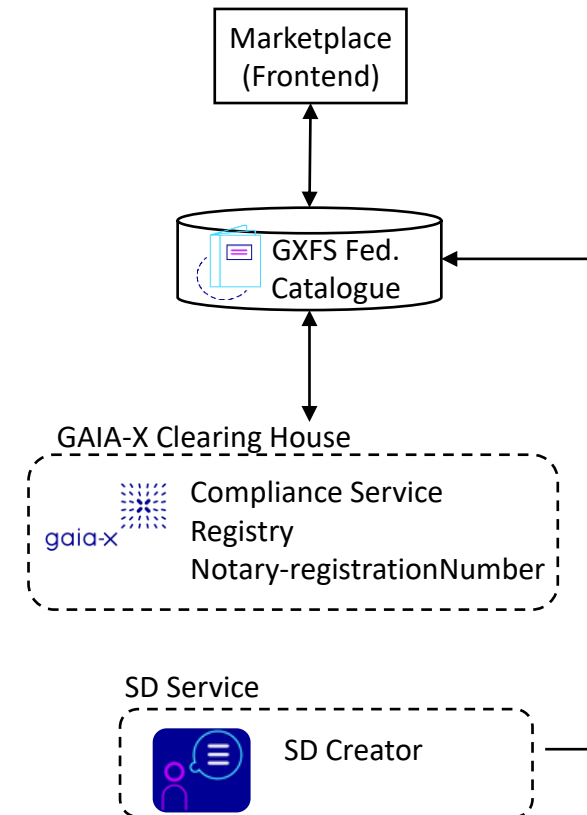 Marketplace
(Frontend)
GXFS Fed.
Catalogue
GAIA-X Clearing House
gaia-x
Compliance Service
Registry
Notary-registrationNumber
SD Service
SD Creator